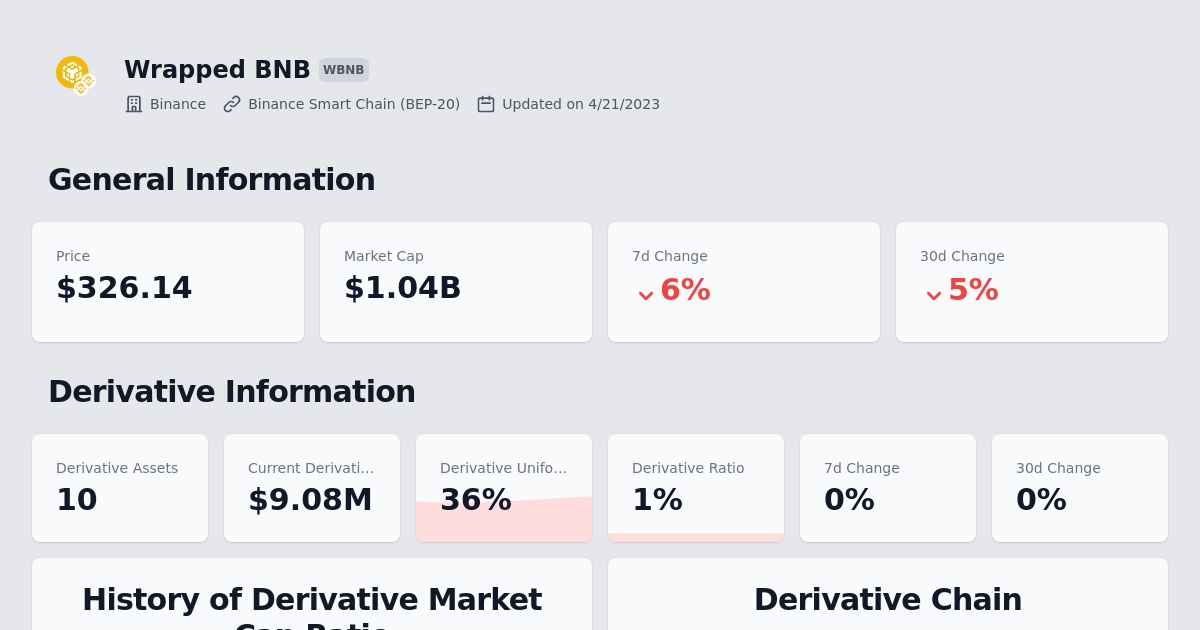 Wrapped BNB WBNB
Binance Binance Smart Chain (BEP-20) Updated on 4/21/2023
General Information
Price Market Cap 7d Change 30d Change
$326.14 $1.04B 6% 5%
Derivative Information
Derivative Assets Current Derivati... Derivative Unifo... Derivative Ratio 7d Change 30d Change
10 $9.08M 36% 1% 0% 0%
History of Derivative Market Derivative Chain
Cap Ratio